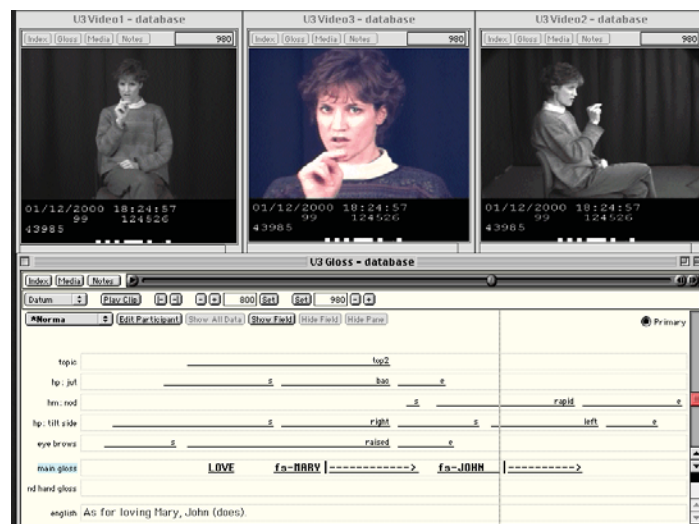 U3 Video1 - database
U3 Video3 - database
U3 Video2 - database
Index Gloss Media Notes 980
Index Gloss Media Notes 980
Index Gloss Media Notes 980
01/12/2000 18:24:57
99 124526
43985
01/12/2000 18:24:57
99 124526
43985
01/12/2000 18:24:57
99 124526
43985
U3 Gloss - database
Index Media Notes
Datum Play Clip 800 Set Set 980
*Norma Edit Participant Show All Data Show Field Hide Field Hide Pane Primary
topic top2
hp: jut s bac e
hm: nod s rapid e
hp: tilt side s right s left e
eye brows s raised e
main gloss LOVE fs-MARY |------------> fs-JOHN |---------->
nd hand gloss
english As for loving Mary, John (does).